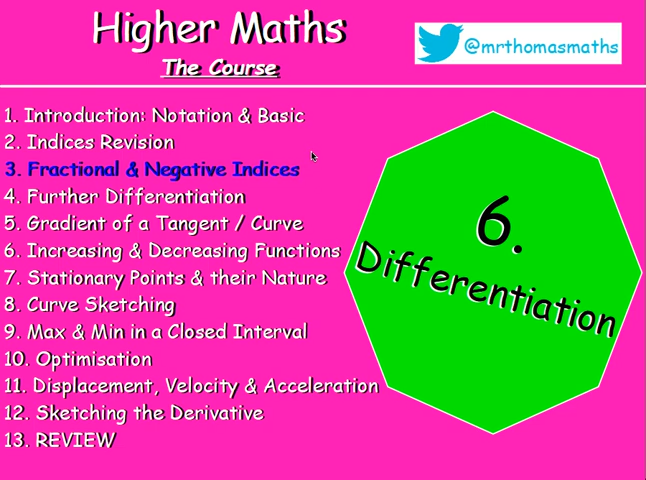 Higher Maths
The Course
@mrthomasmaths
1. Introduction: Notation & Basic
2. Indices Revision
3. Fractional & Negative Indices
4. Further Differentiation
5. Gradient of a Tangent / Curve
6. Increasing & Decreasing Functions
7. Stationary Points & their Nature
8. Curve Sketching
9. Max & Min in a Closed Interval
10. Optimisation
11. Displacement, Velocity & Acceleration
12. Sketching the Derivative
13. REVIEW
6.
Differentiation